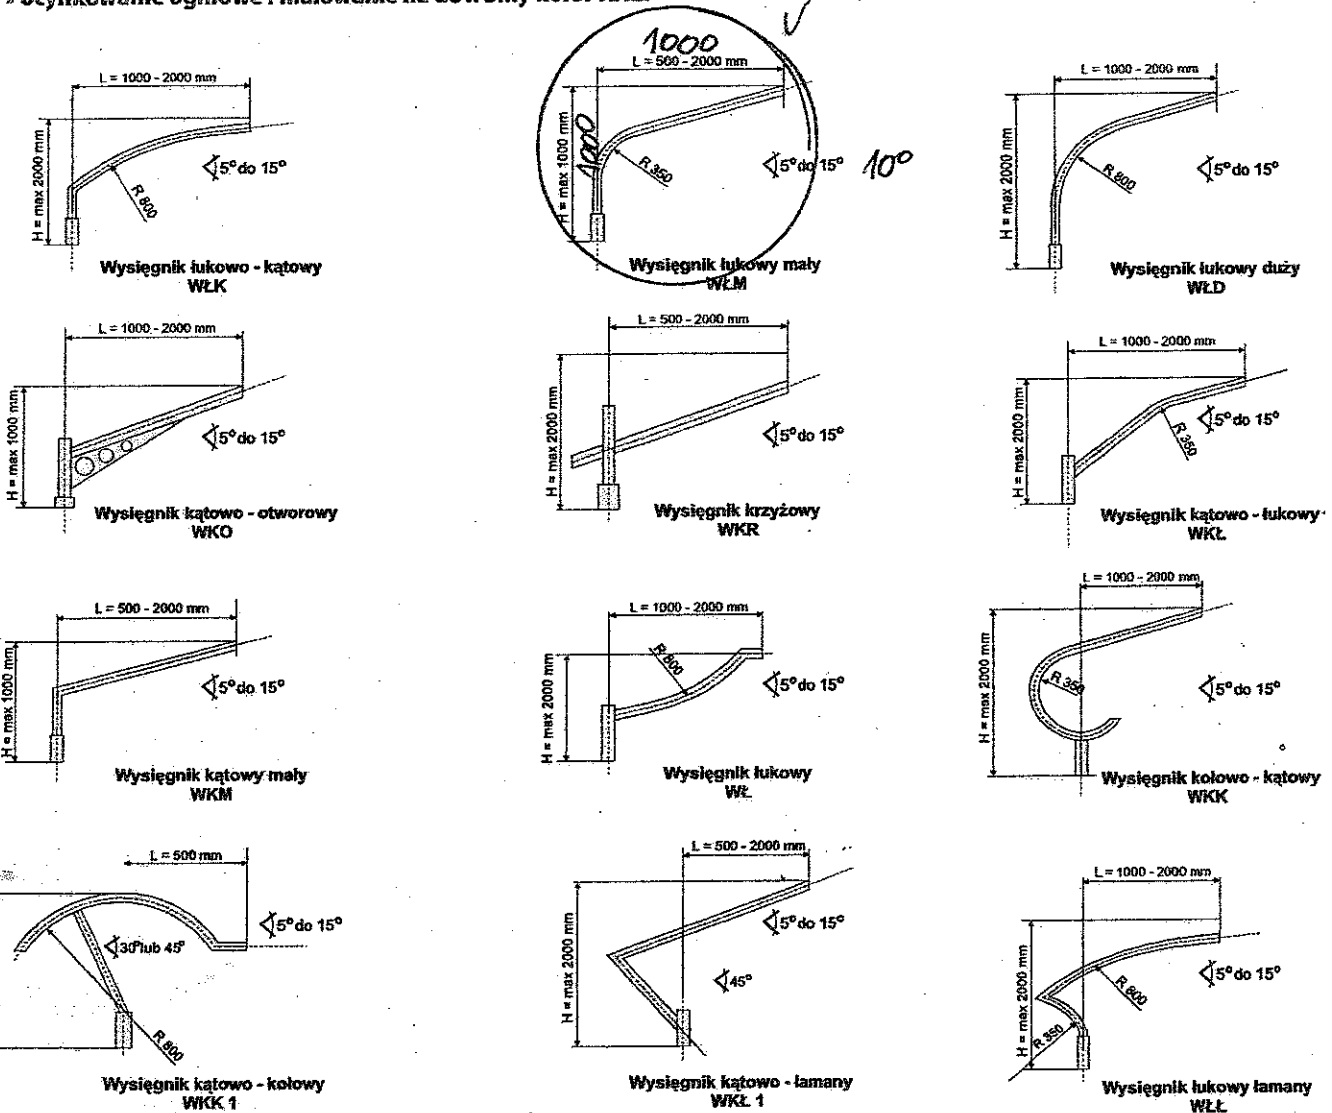 » Ocynkowanie ogniowe i malowanie na dowolny kolor
L = 1000 - 2000 mm
H = max 2000 mm
R 800
5° do 15°
Wysięgnik łukowo - kątowy
WŁK
1000
L = 500 - 2000 mm
H = max 1000 mm
1000
R 350
5° do 15°
10°
Wysięgnik łukowy mały
WŁM
L = 1000 - 2000 mm
H = max 2000 mm
R 800
5° do 15°
Wysięgnik łukowy duży
WŁD
L = 1000 - 2000 mm
H = max 1000 mm
5° do 15°
Wysięgnik kątowo - otworowy
WKO
L = 500 - 2000 mm
H = max 2000 mm
5° do 15°
Wysięgnik krzyżowy
WKR
L = 1000 - 2000 mm
H = max 2000 mm
R 350
5° do 15°
Wysięgnik kątowo - łukowy
WKŁ
L = 500 - 2000 mm
H = max 1000 mm
5° do 15°
Wysięgnik kątowy mały
WKM
L = 1000 - 2000 mm
H = max 2000 mm
R 800
5° do 15°
Wysięgnik łukowy
WŁ
L = 1000 - 2000 mm
H = max 2000 mm
R 350
5° do 15°
Wysięgnik kołowo - kątowy
WKK
L = 500 mm
5° do 15°
30° lub 45°
R 800
Wysięgnik kątowo - kołowy
WKK 1
L = 500 - 2000 mm
H = max 2000 mm
5° do 15°
45°
Wysięgnik kątowo - łamany
WKŁ 1
L = 1000 - 2000 mm
H = max 2000 mm
R 800
R 350
5° do 15°
Wysięgnik łukowy łamany
WŁŁ